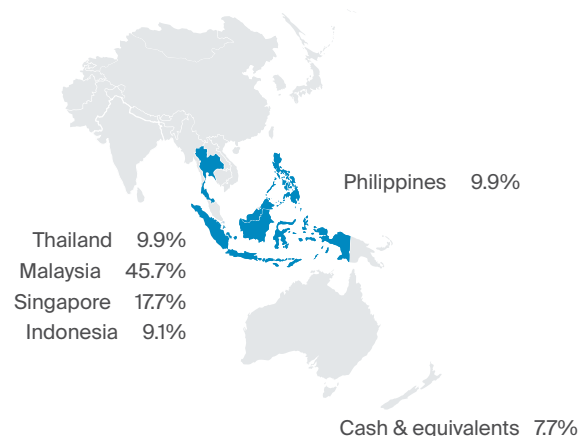 Philippines 9.9%
Thailand 9.9%
Malaysia 45.7%
Singapore 17.7%
Indonesia 9.1%
Cash & equivalents 7.7%